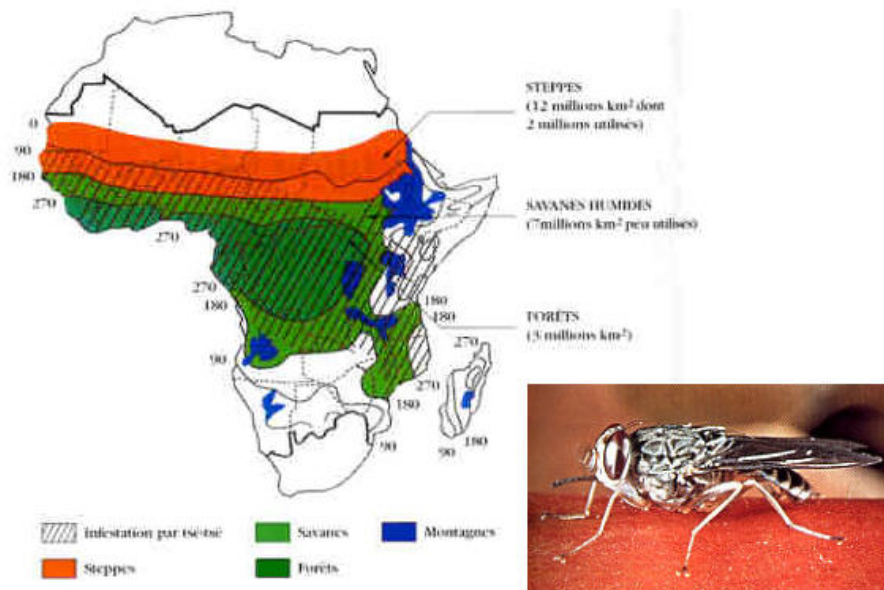 STEPPES
(12 millions km² dont
2 millions utilisés)
0
90
180
270
SAVANES HUMIDES
(7millions km² peu utilisés)
270
270
180
180
180
FORÊTS
(3 millions km²)
90
270
270
180
180
90
90
Infestation par tsé-tsé
Savanes
Montagnes
Steppes
Forêts